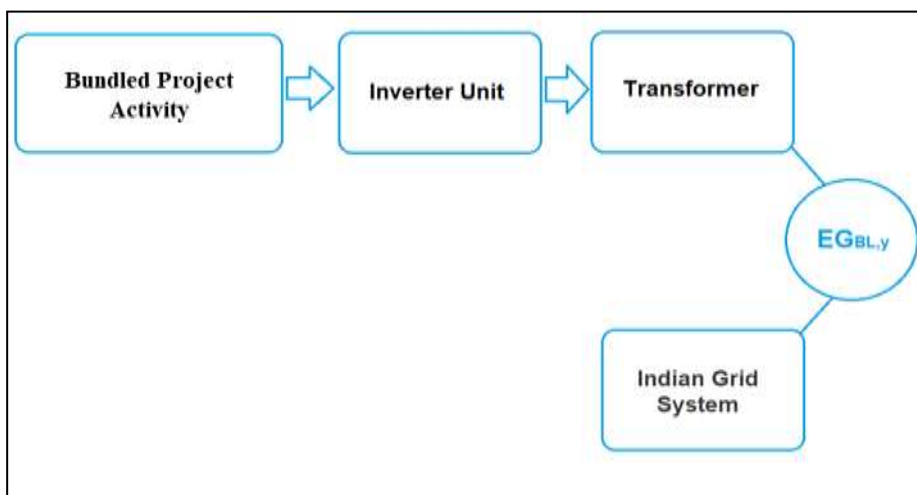 Bundled Project
Activity
Inverter Unit
Transformer
EGBL,y
Indian Grid
System